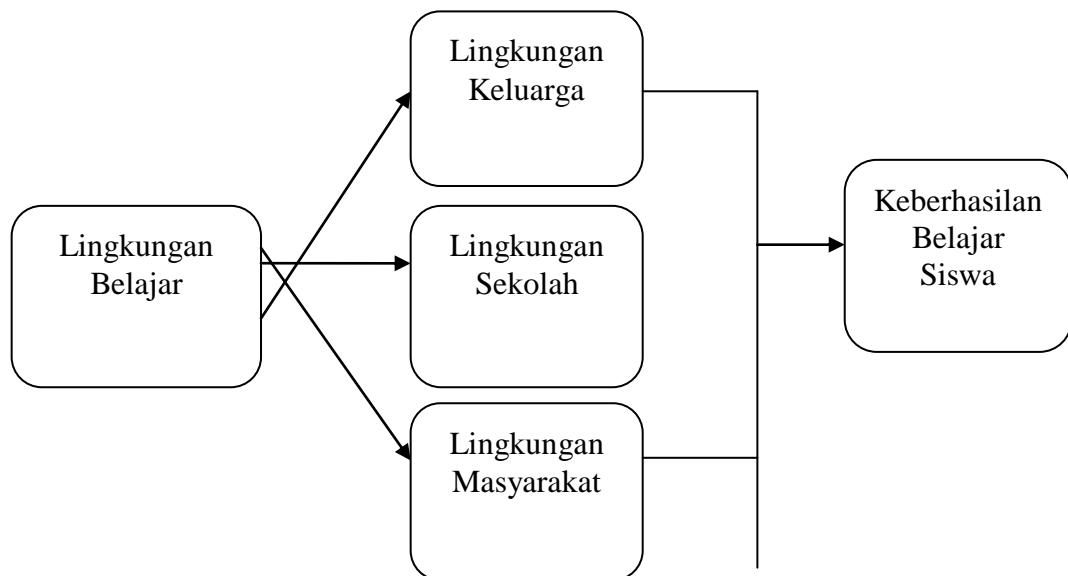 Lingkungan
Belajar
Lingkungan
Keluarga
Lingkungan
Sekolah
Lingkungan
Masyarakat
Keberhasilan
Belajar
Siswa